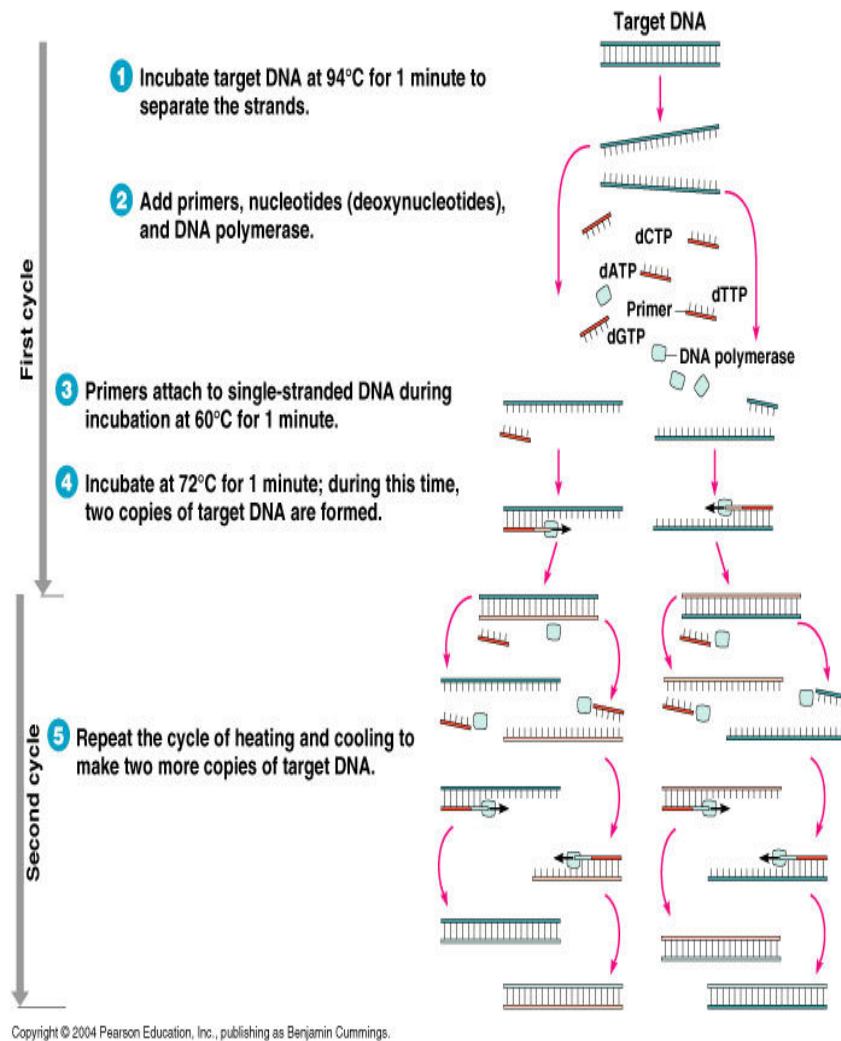 Target DNA
1 Incubate target DNA at 94°C for 1 minute to
separate the strands.
2 Add primers, nucleotides (deoxynucleotides),
and DNA polymerase.
dCTP
dATP
dTTP
Primer
dGTP
DNA polymerase
First cycle
3 Primers attach to single-stranded DNA during
incubation at 60°C for 1 minute.
4 Incubate at 72°C for 1 minute; during this time,
two copies of target DNA are formed.
Second cycle
5 Repeat the cycle of heating and cooling to
make two more copies of target DNA.
Copyright © 2004 Pearson Education, Inc., publishing as Benjamin Cummings.